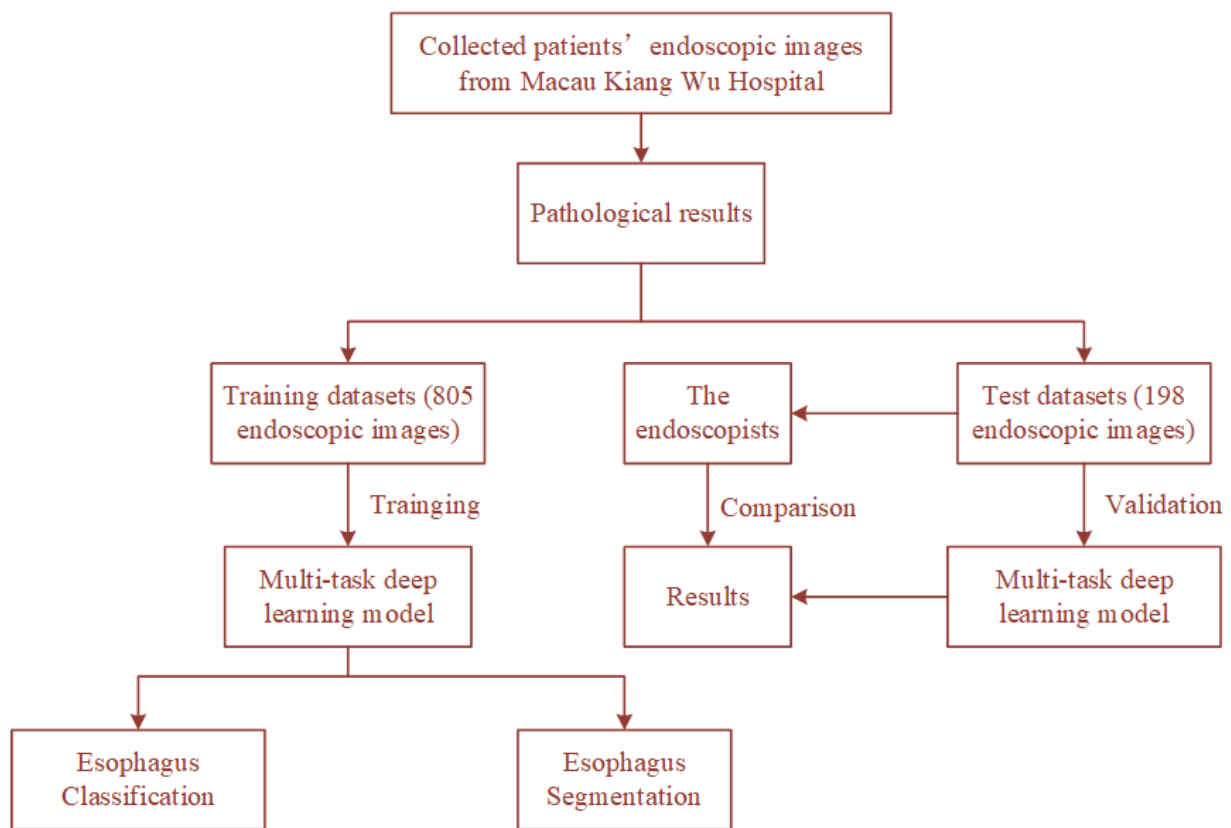 Collected patients’ endoscopic images
from Macau Kiang Wu Hospital
Pathological results
Training datasets (805
endoscopic images)
The
endoscopists
Test datasets (198
endoscopic images)
Trainging
Comparison
Validation
Multi-task deep
learning model
Results
Multi-task deep
learning model
Esophagus
Classification
Esophagus
Segmentation